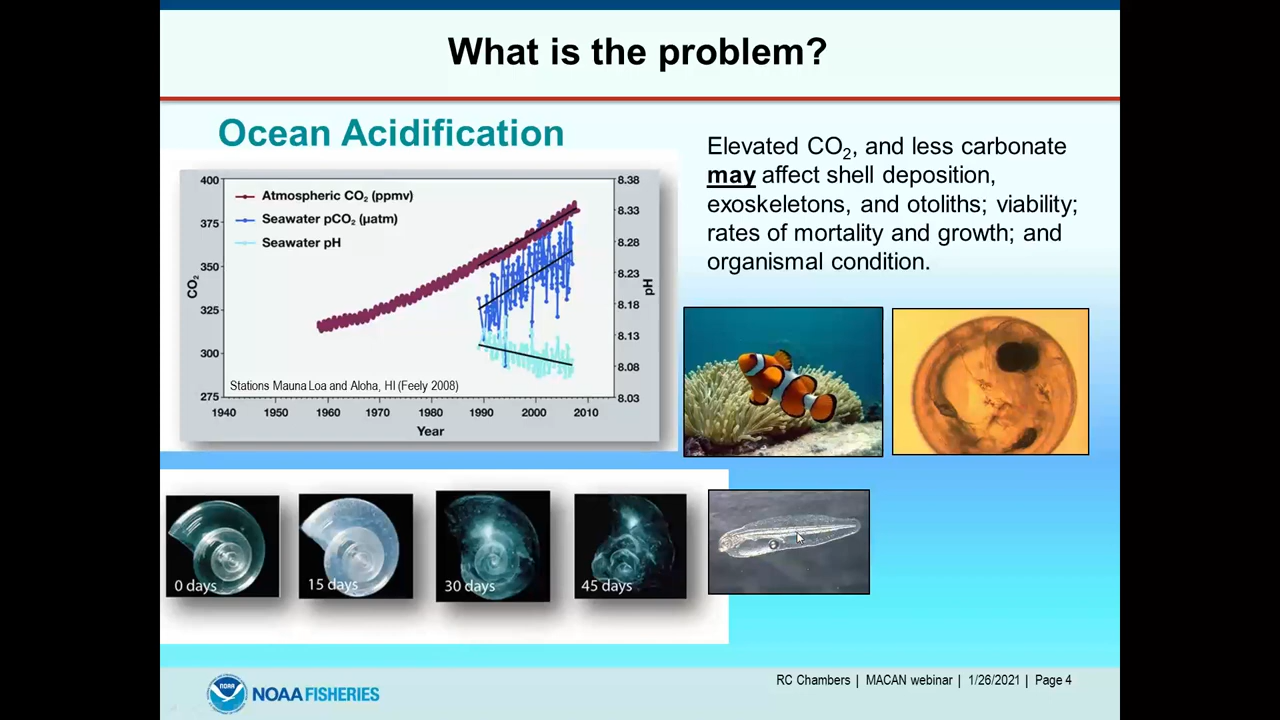 What is the problem?
Ocean Acidification
Elevated CO2, and less carbonate
may affect shell deposition,
exoskeletons, and otoliths; viability;
rates of mortality and growth; and
organismal condition.
400
375
350
325
300
275
CO2
Atmospheric CO2 (ppmv)
Seawater pCO2 (µatm)
Seawater pH
Stations Mauna Loa and Aloha, HI (Feely 2008)
8.38
8.33
8.28
8.23
8.18
8.13
8.08
8.03
pH
1940 1950 1960 1970 1980 1990 2000 2010
Year
0 days
15 days
30 days
45 days
NOAA
NOAA FISHERIES
RC Chambers | MACAN webinar | 1/26/2021 | Page 4